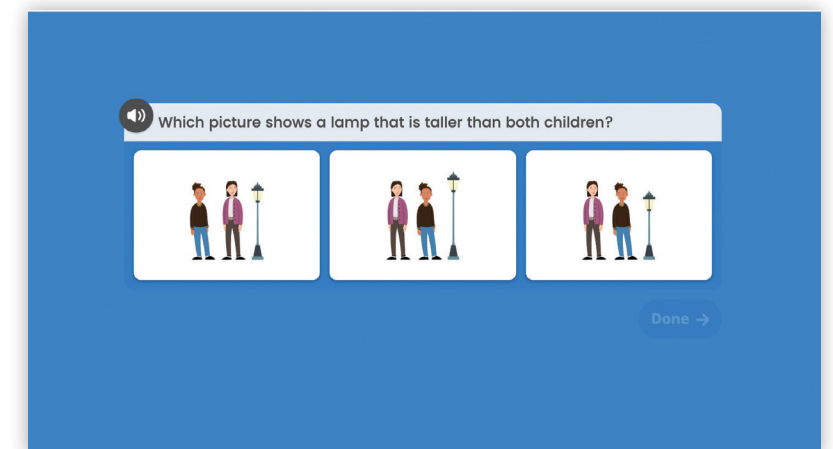 Which picture shows a lamp that is taller than both children?
Done →